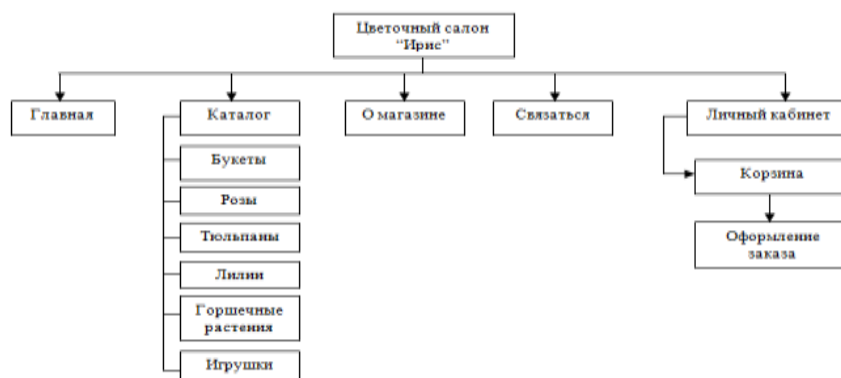 Цветочный салон
“Ирис”
Главная
Каталог
О магазине
Связаться
Личный кабинет
Букеты
Корзина
Розы
Тюльпаны
Оформление
заказа
Лилии
Горшечные
растения
Игрушки